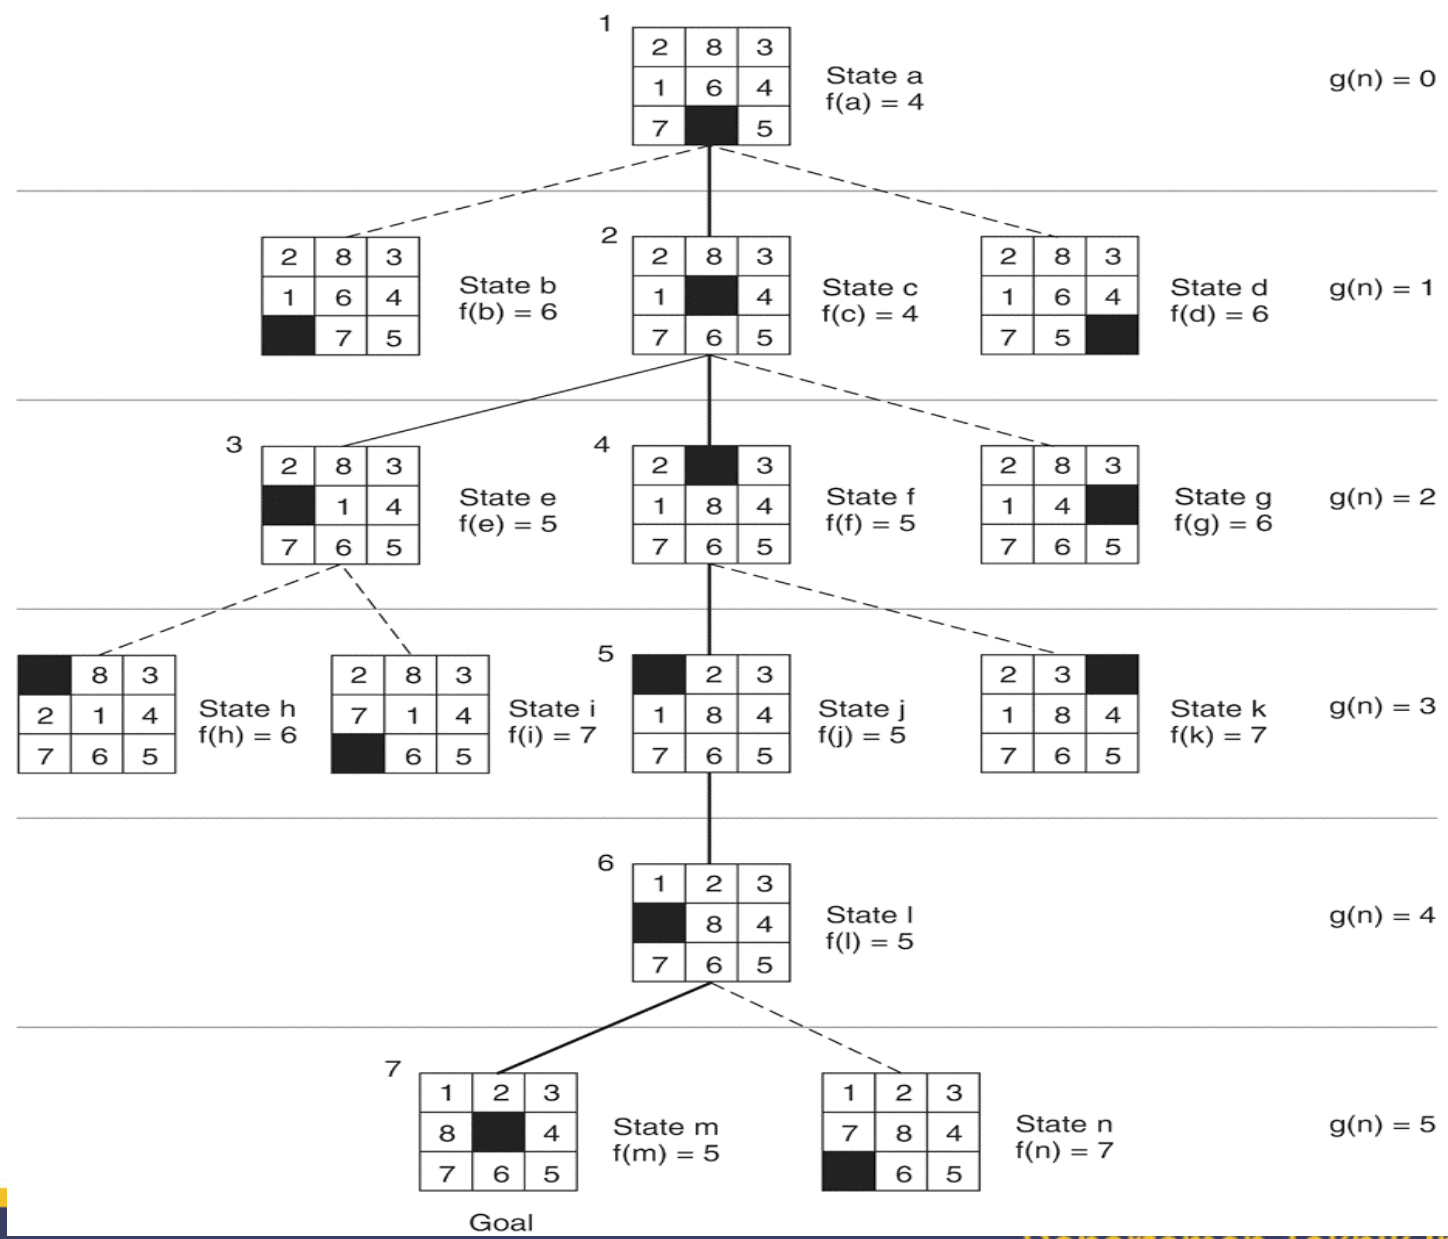 1
2 8 3
1 6 4
7 5
State a
f(a) = 4
g(n) = 0
2 8 3
1 6 4
7 5
State b
f(b) = 6
2
2 8 3
1 4
7 6 5
State c
f(c) = 4
2 8 3
1 6 4
7 5
State d
f(d) = 6
g(n) = 1
3
2 8 3
1 4
7 6 5
State e
f(e) = 5
4
2 3
1 8 4
7 6 5
State f
f(f) = 5
2 8 3
1 4
7 6 5
State g
f(g) = 6
g(n) = 2
8 3
2 1 4
7 6 5
State h
f(h) = 6
2 8 3
7 1 4
6 5
State i
f(i) = 7
5
2 3
1 8 4
7 6 5
State j
f(j) = 5
2 3
1 8 4
7 6 5
State k
f(k) = 7
g(n) = 3
6
1 2 3
8 4
7 6 5
State l
f(l) = 5
g(n) = 4
7
1 2 3
8 4
7 6 5
State m
f(m) = 5
Goal
1 2 3
7 8 4
6 5
State n
f(n) = 7
g(n) = 5